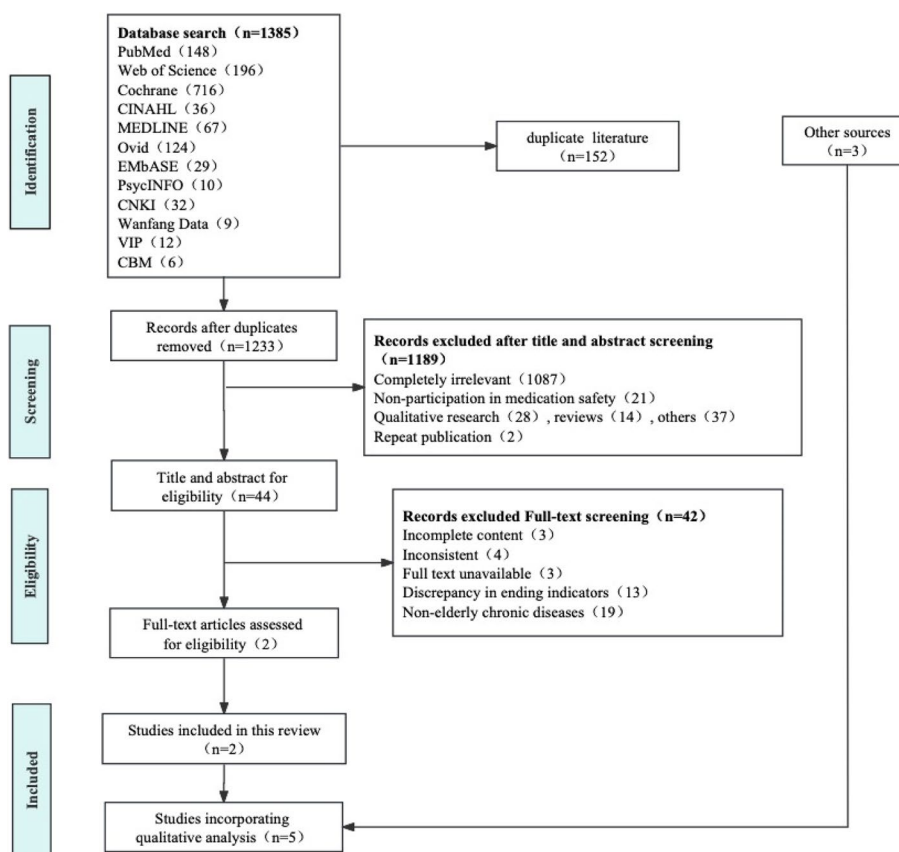 Identification
Database search（n=1385）
PubMed（148）
Web of Science（196）
Cochrane（716）
CINAHL（36）
MEDLINE（67）
Ovid（124）
EMbASE（29）
PsycINFO（10）
CNKI（32）
Wanfang Data（9）
VIP（12）
CBM（6）
duplicate literature
（n=152）
Other sources
（n=3）
Screening
Records after duplicates
removed（n=1233）
Records excluded after title and abstract screening
（n=1189）
Completely irrelevant（1087）
Non-participation in medication safety（21）
Qualitative research（28）, reviews（14）, others（37）
Repeat publication（2）
Title and abstract for
eligibility（n=44）
Eligibility
Records excluded Full-text screening（n=42）
Incomplete content（3）
Inconsistent（4）
Full text unavailable（3）
Discrepancy in ending indicators（13）
Non-elderly chronic diseases（19）
Full-text articles assessed
for eligibility（2）
Included
Studies included in this review
（n=2）
Studies incorporating
qualitative analysis（n=5）